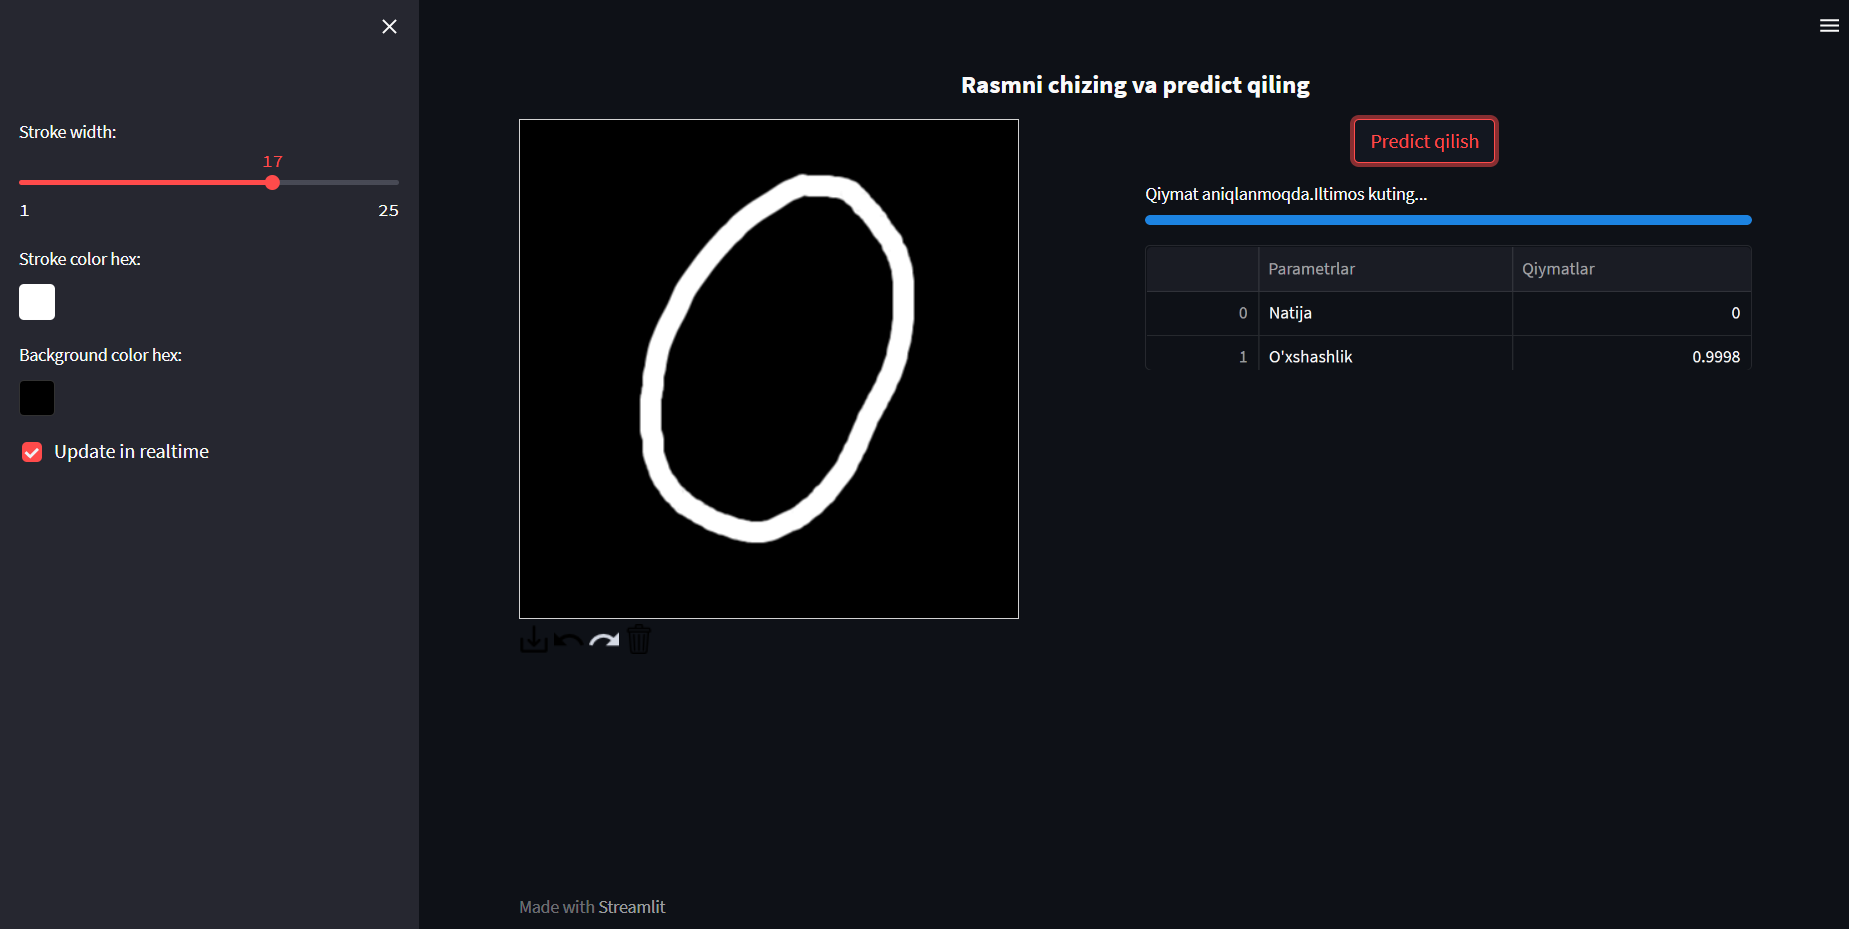 Stroke width:
17
1 25
Stroke color hex:
Background color hex:
Update in realtime
Rasmni chizing va predict qiling
Predict qilish
Qiymat aniqlanmoqda.Iltimos kuting...
Parametrlar Qiymatlar
0 Natija 0
1 O'xshashlik 0.9998
Made with Streamlit